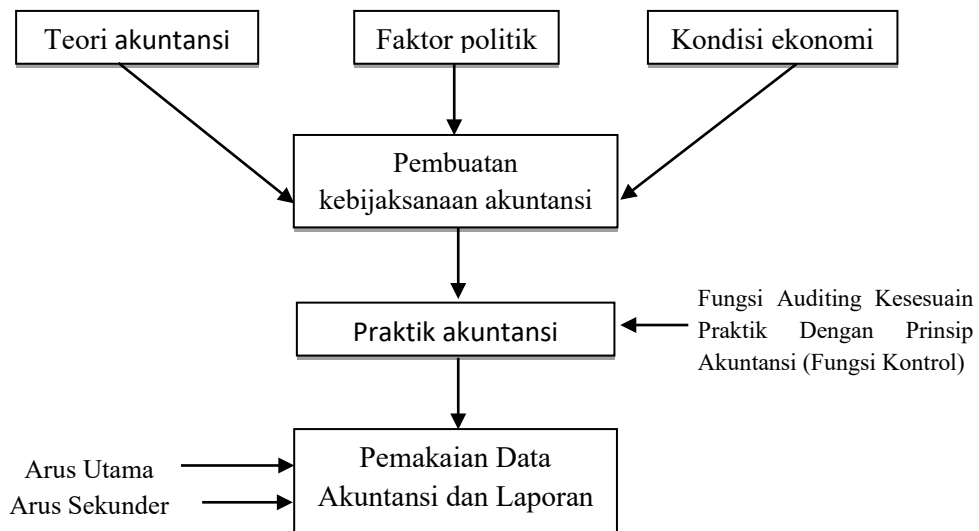 Teori akuntansi
Faktor politik
Kondisi ekonomi
Pembuatan
kebijaksanaan akuntansi
Praktik akuntansi
Fungsi Auditing Kesesuain
Praktik Dengan Prinsip
Akuntansi (Fungsi Kontrol)
Pemakaian Data
Akuntansi dan Laporan
Arus Utama
Arus Sekunder